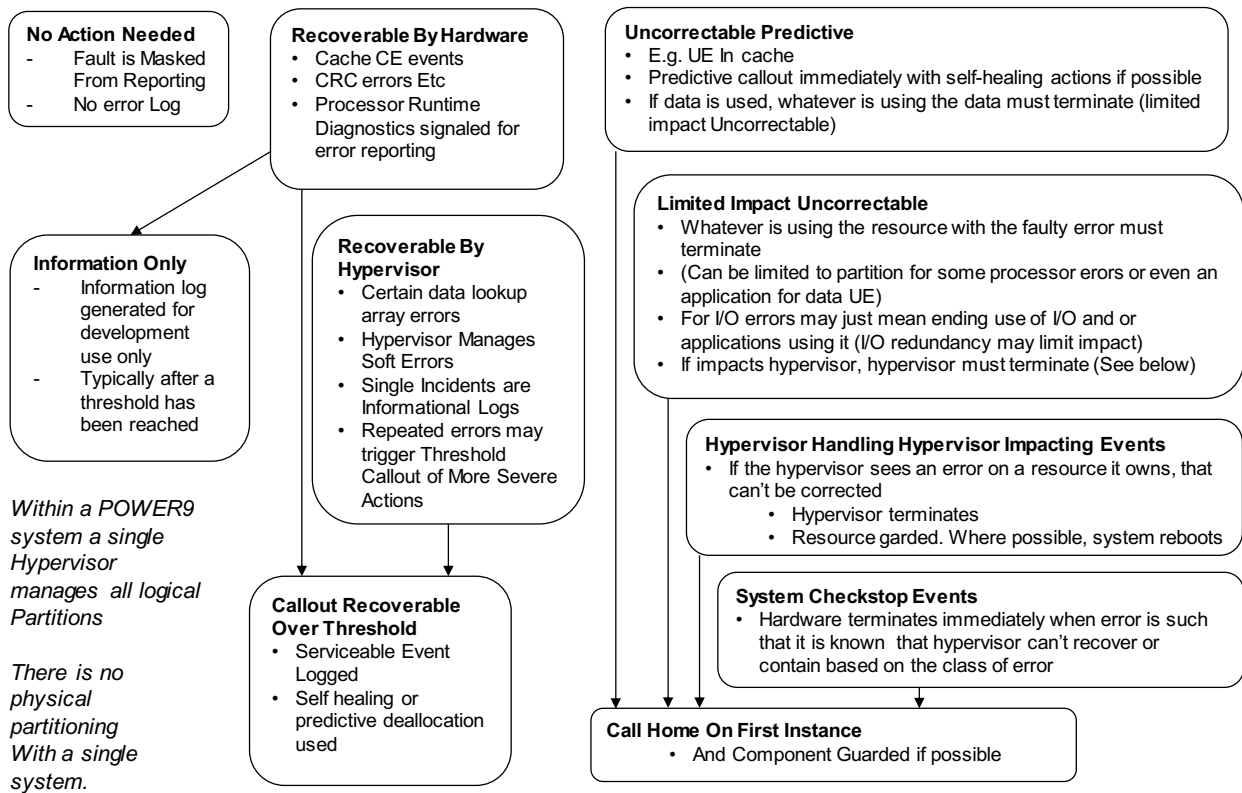 No Action Needed
- Fault is Masked
From Reporting
- No error Log
Recoverable By Hardware
• Cache CE events
• CRC errors Etc
• Processor Runtime
Diagnostics signaled for
error reporting
Uncorrectable Predictive
• E.g. UE In cache
• Predictive callout immediately with self-healing actions if possible
• If data is used, whatever is using the data must terminate (limited
impact Uncorrectable)
Information Only
- Information log
generated for
development
use only
- Typically after a
threshold has
been reached
Recoverable By
Hypervisor
• Certain data lookup
array errors
• Hypervisor Manages
Soft Errors
• Single Incidents are
Informational Logs
• Repeated errors may
trigger Threshold
Callout of More Severe
Actions
Limited Impact Uncorrectable
• Whatever is using the resource with the faulty error must
terminate
• (Can be limited to partition for some processor errors or even an
application for data UE)
• For I/O errors may just mean ending use of I/O and or
applications using it (I/O redundancy may limit impact)
• If impacts hypervisor, hypervisor must terminate (See below)
Hypervisor Handling Hypervisor Impacting Events
• If the hypervisor sees an error on a resource it owns, that
can't be corrected
• Hypervisor terminates
• Resource garded. Where possible, system reboots
Within a POWER9
system a single
Hypervisor
manages all logical
Partitions
There is no
physical
partitioning
With a single
system.
Callout Recoverable
Over Threshold
• Serviceable Event
Logged
• Self healing or
predictive deallocation
used
System Checkstop Events
• Hardware terminates immediately when error is such
that it is known that hypervisor can't recover or
contain based on the class of error
Call Home On First Instance
• And Component Guarded if possible